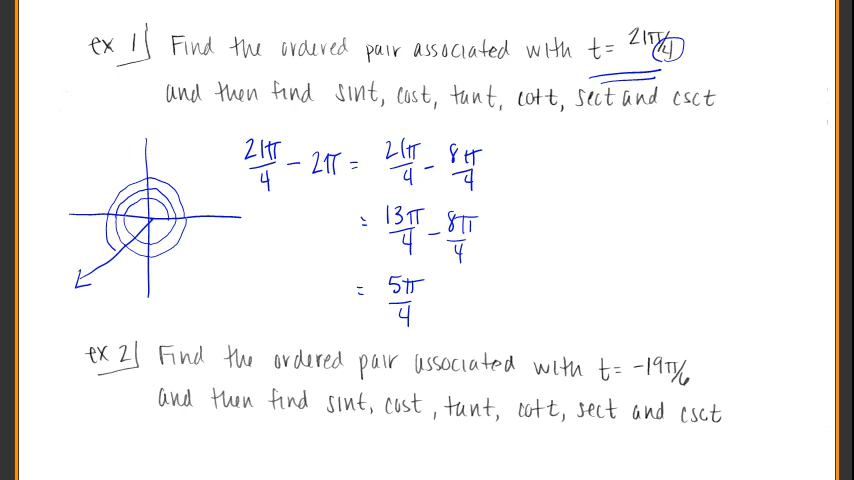 ex 1) Find the ordered pair associated with t = 21π/4
and then find sint, cost, tant, cott, sect and csct
21π/4 - 2π = 21π/4 - 8π/4
= 13π/4 - 8π/4
= 5π/4
ex 2) Find the ordered pair associated with t = -19π/6
and then find sint, cost, tant, cott, sect and csct